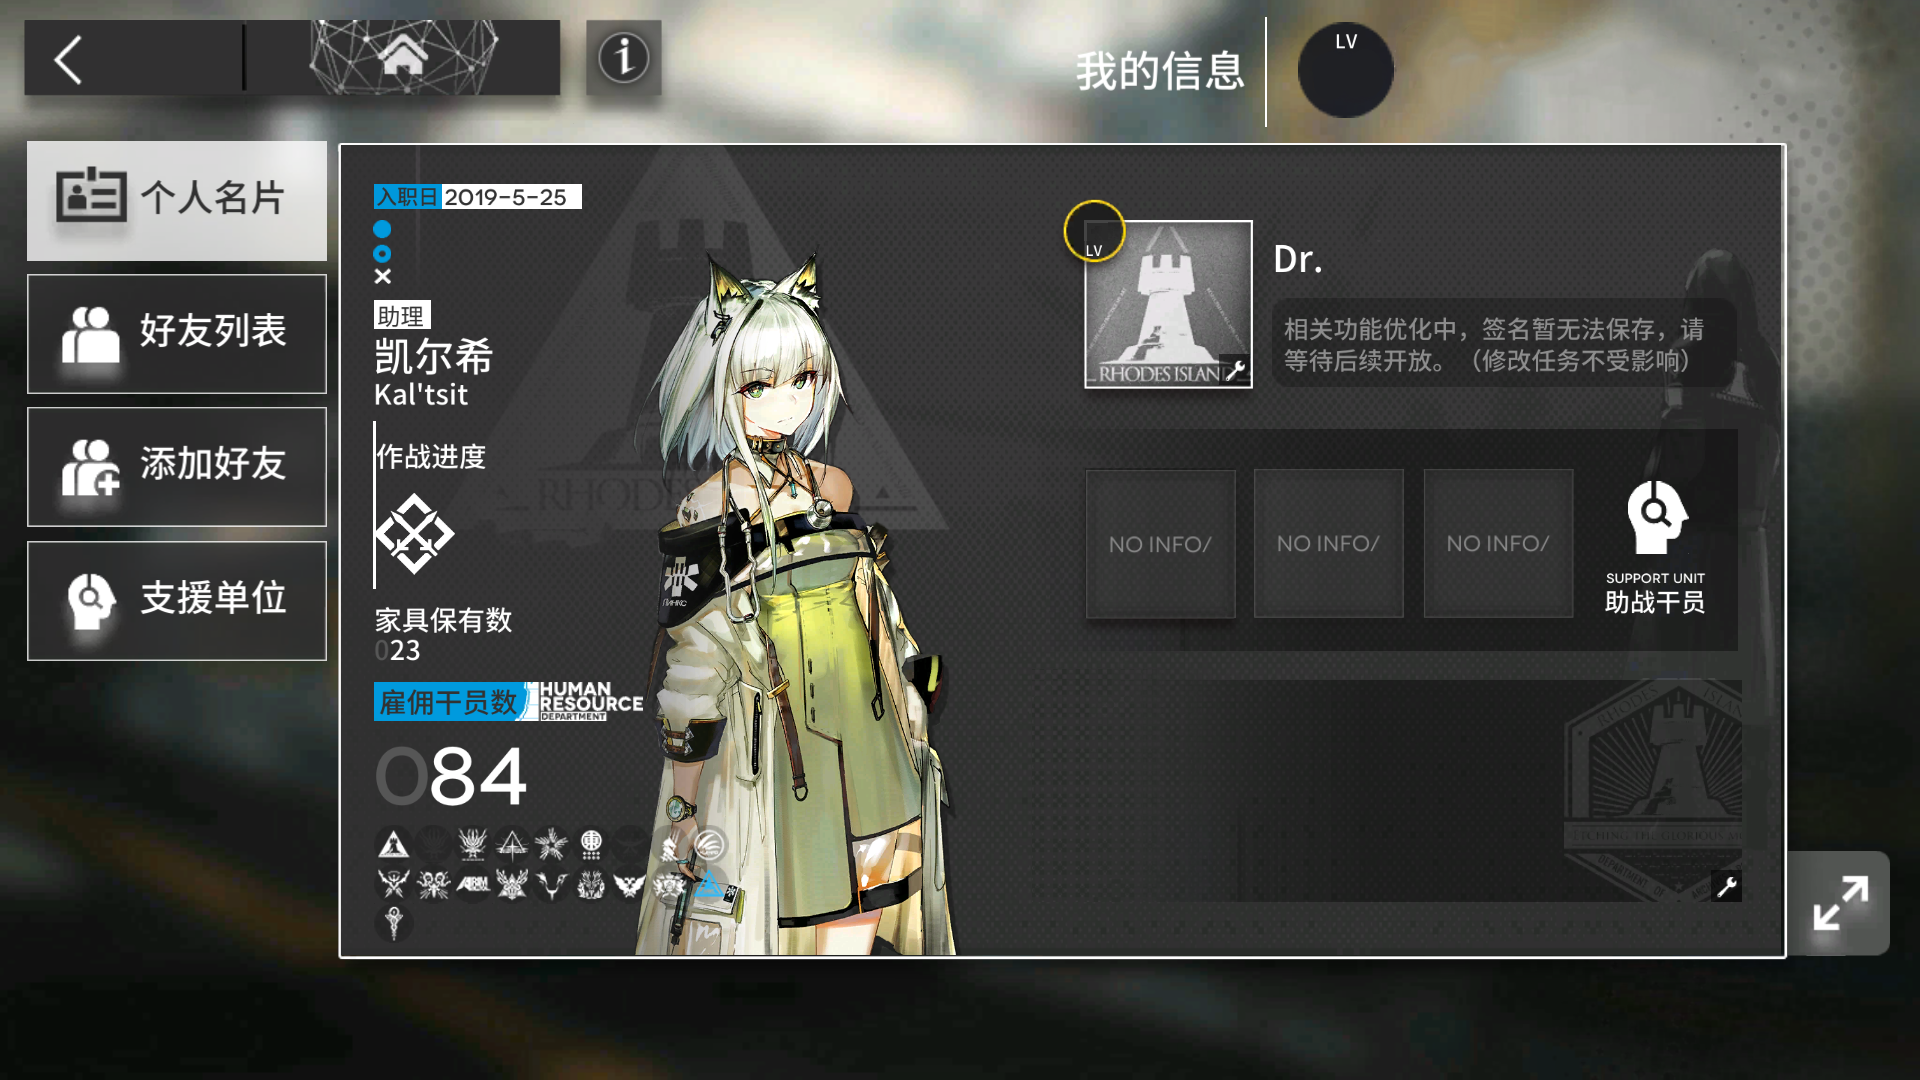 我的信息
LV
个人名片
好友列表
添加好友
支援单位
入职日 2019-5-25
助理
凯尔希
Kal'tsit
作战进度
家具保有数
023
雇佣干员数
HUMAN
RESOURCE
DEPARTMENT
084
LV
RHODES ISLAN
Dr.
相关功能优化中，签名暂无法保存，请
等待后续开放。（修改任务不受影响）
NO INFO/
NO INFO/
NO INFO/
SUPPORT UNIT
助战干员